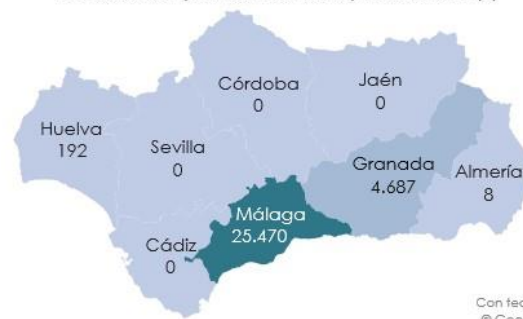 Córdoba
0
Jaén
0
Huelva
192
Sevilla
0
Granada
4.687
Almería
8
Málaga
25.470
Cádiz
0
Con fec